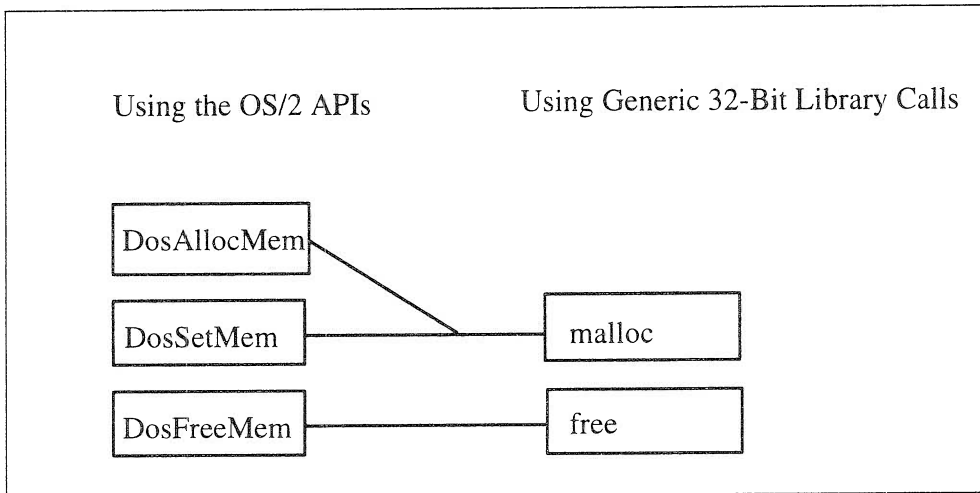 Using the OS/2 APIs
Using Generic 32-Bit Library Calls
DosAllocMem
DosSetMem
malloc
DosFreeMem
free